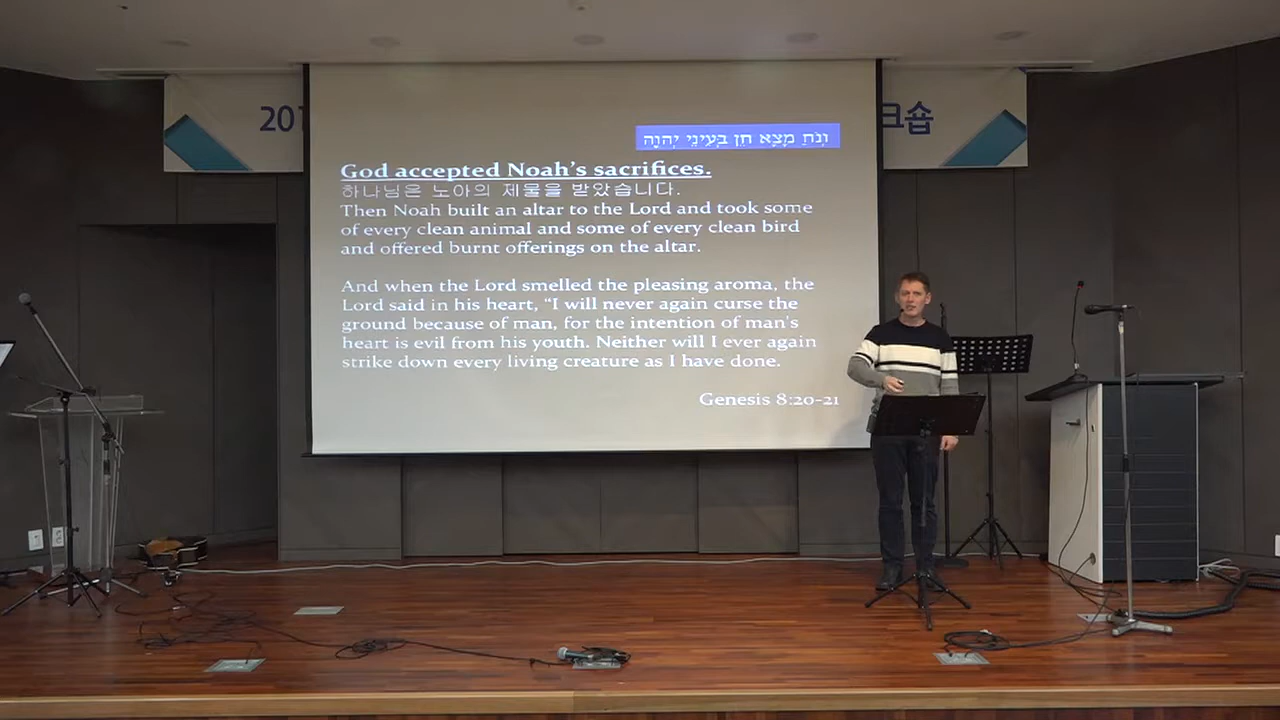 201
크숍
וְנֹחַ מָצָא חֵן בְּעֵינֵי יְהוָה
God accepted Noah's sacrifices.
하나님은 노아의 제물을 받았습니다.
Then Noah built an altar to the Lord and took some
of every clean animal and some of every clean bird
and offered burnt offerings on the altar.
And when the Lord smelled the pleasing aroma, the
Lord said in his heart, “I will never again curse the
ground because of man, for the intention of man's
heart is evil from his youth. Neither will I ever again
strike down every living creature as I have done.
Genesis 8:20-21